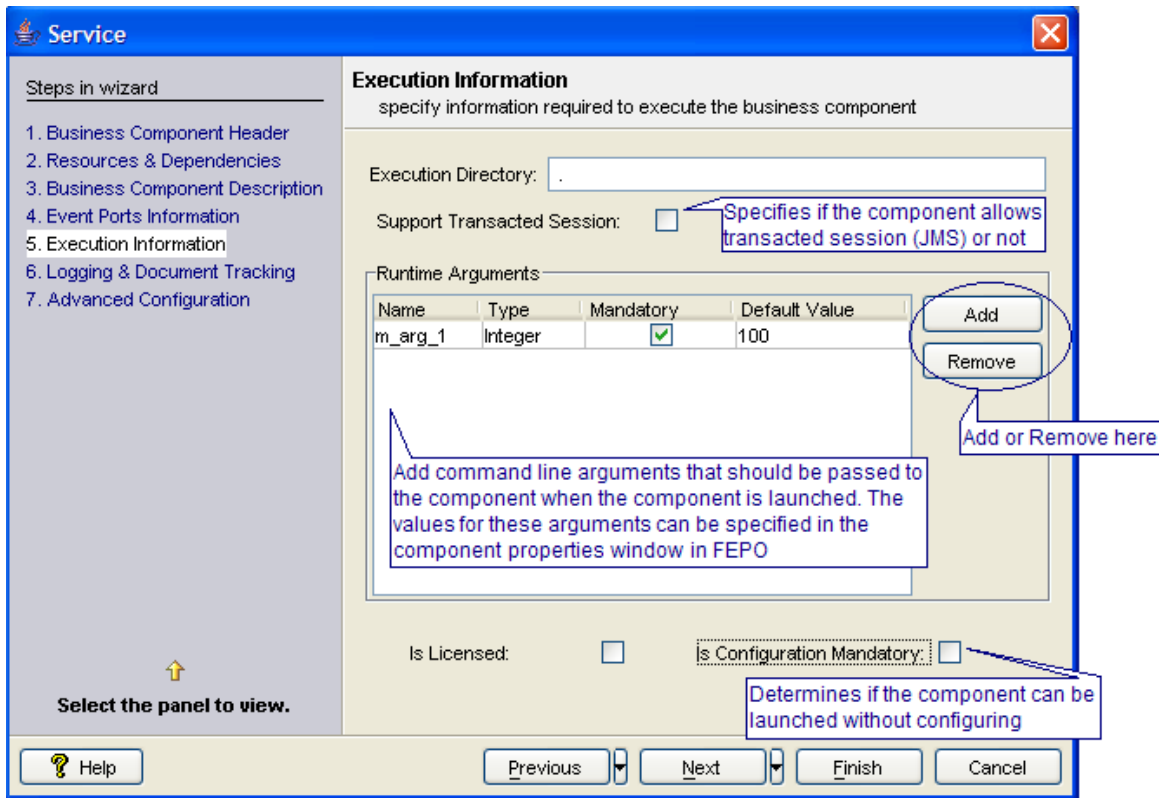 Service
Steps in wizard
1. Business Component Header
2. Resources & Dependencies
3. Business Component Description
4. Event Ports Information
5. Execution Information
6. Logging & Document Tracking
7. Advanced Configuration
Select the panel to view.
Execution Information
specify information required to execute the business component
Execution Directory: .
Support Transacted Session:
Specifies if the component allows
transacted session (JMS) or not
Runtime Arguments
Name Type Mandatory Default Value
m_arg_1 Integer 100
Add
Remove
Add or Remove here
Add command line arguments that should be passed to
the component when the component is launched. The
values for these arguments can be specified in the
component properties window in FEPO
Is Licensed: Is Configuration Mandatory:
Determines if the component can be
launched without configuring
Help Previous Next Finish Cancel